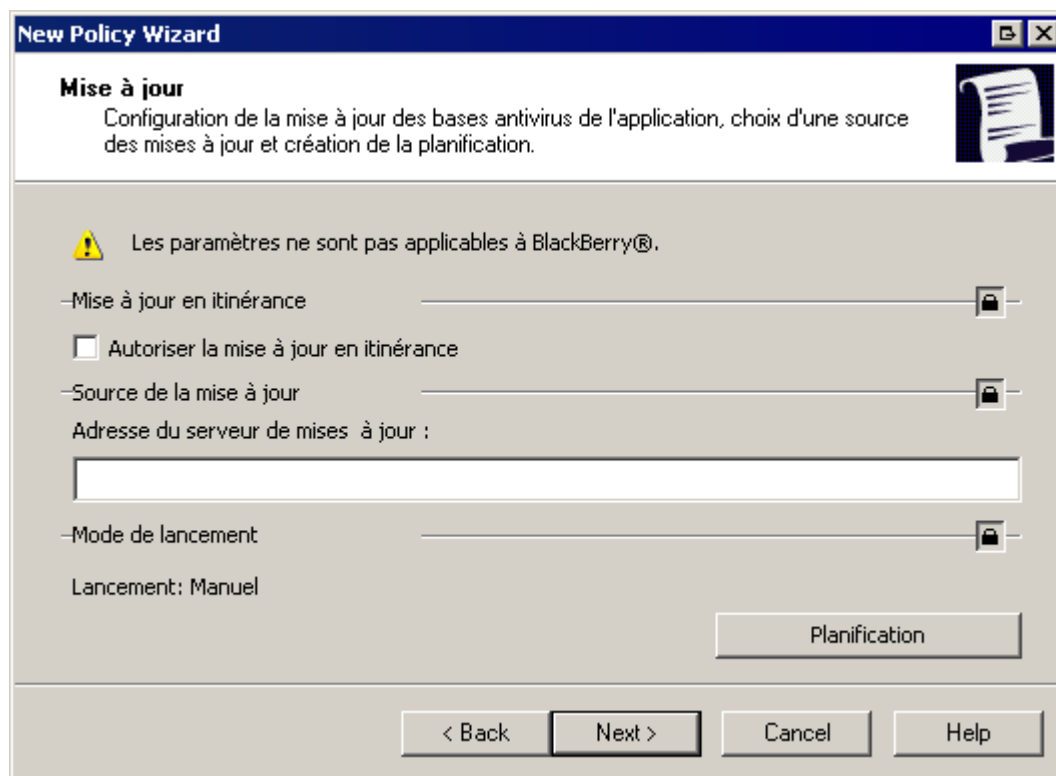 New Policy Wizard
Mise à jour
Configuration de la mise à jour des bases antivirus de l'application, choix d'une source
des mises à jour et création de la planification.
Les paramètres ne sont pas applicables à BlackBerry®.
Mise à jour en itinérance
Autoriser la mise à jour en itinérance
Source de la mise à jour
Adresse du serveur de mises  à jour :
Mode de lancement
Lancement: Manuel
Planification
< Back
Next >
Cancel
Help